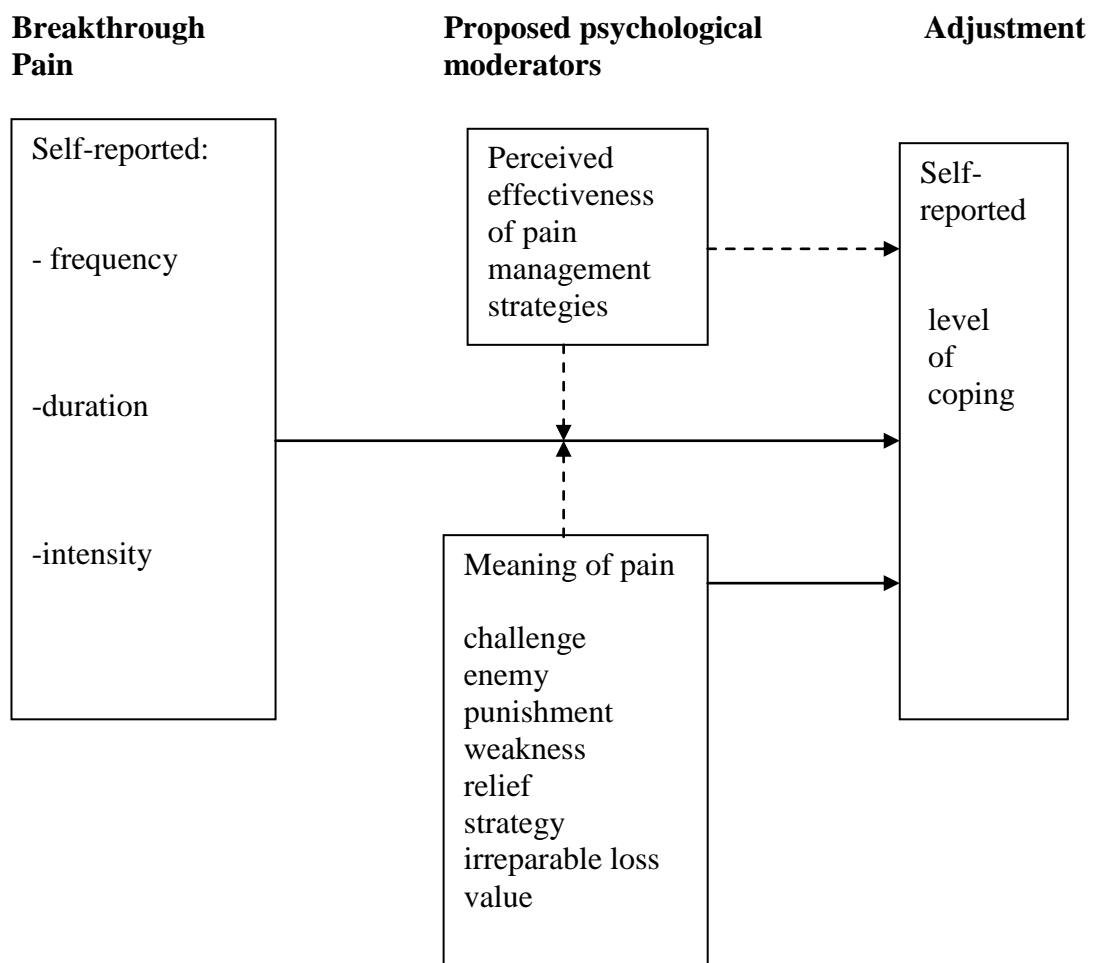 Breakthrough
Pain
Proposed psychological
moderators
Adjustment
Self-reported:
- frequency
-duration
-intensity
Perceived
effectiveness
of pain
management
strategies
Meaning of pain
challenge
enemy
punishment
weakness
relief
strategy
irreparable loss
value
Self-
reported
level
of
coping